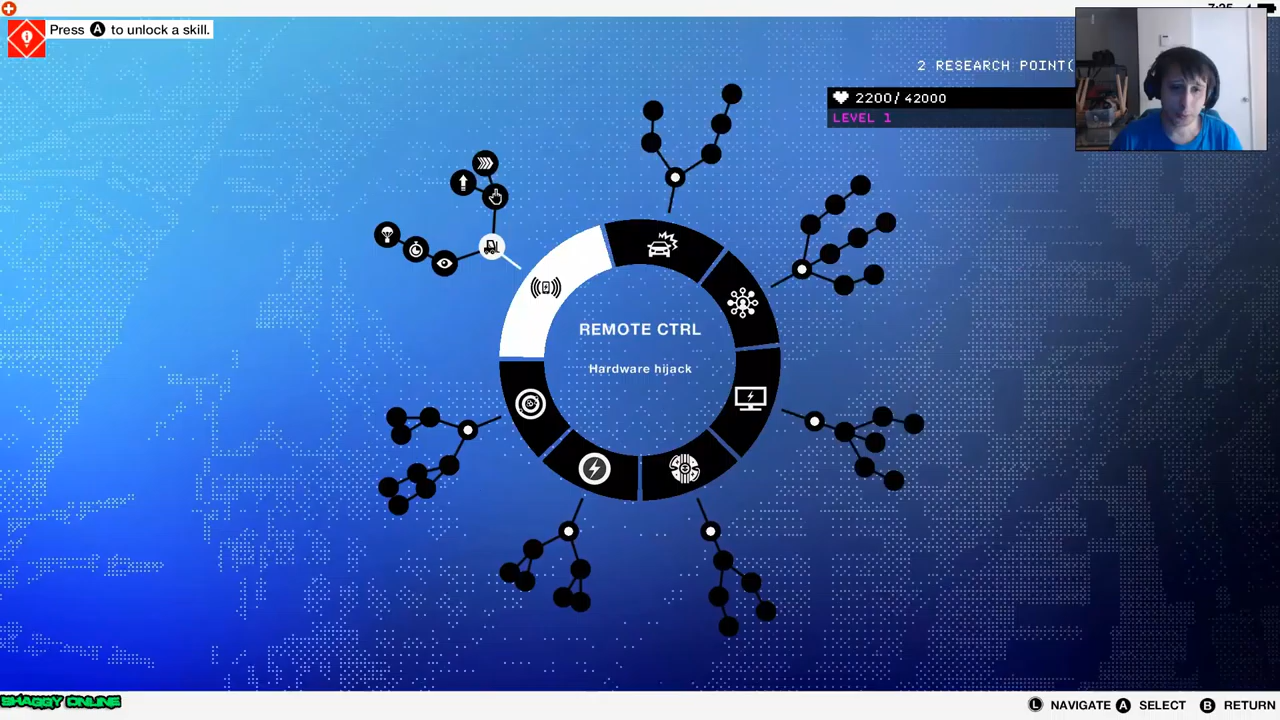 Press A to unlock a skill.
2 RESEARCH POINT(
2200/42000
LEVEL 1
REMOTE CTRL
Hardware hijack
SHAGGY ONLINE
L NAVIGATE A SELECT B RETURN